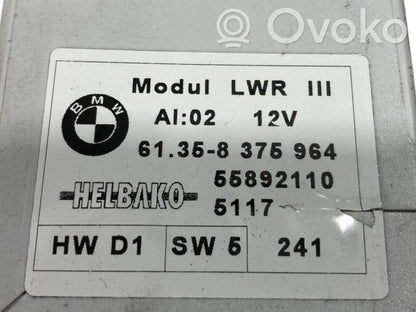 Ovoko
BMW
Modul LWR III
AI:02 12V
61.35-8 375 964
55892110
HELBAKO 5117
HW D1 SW 5 241